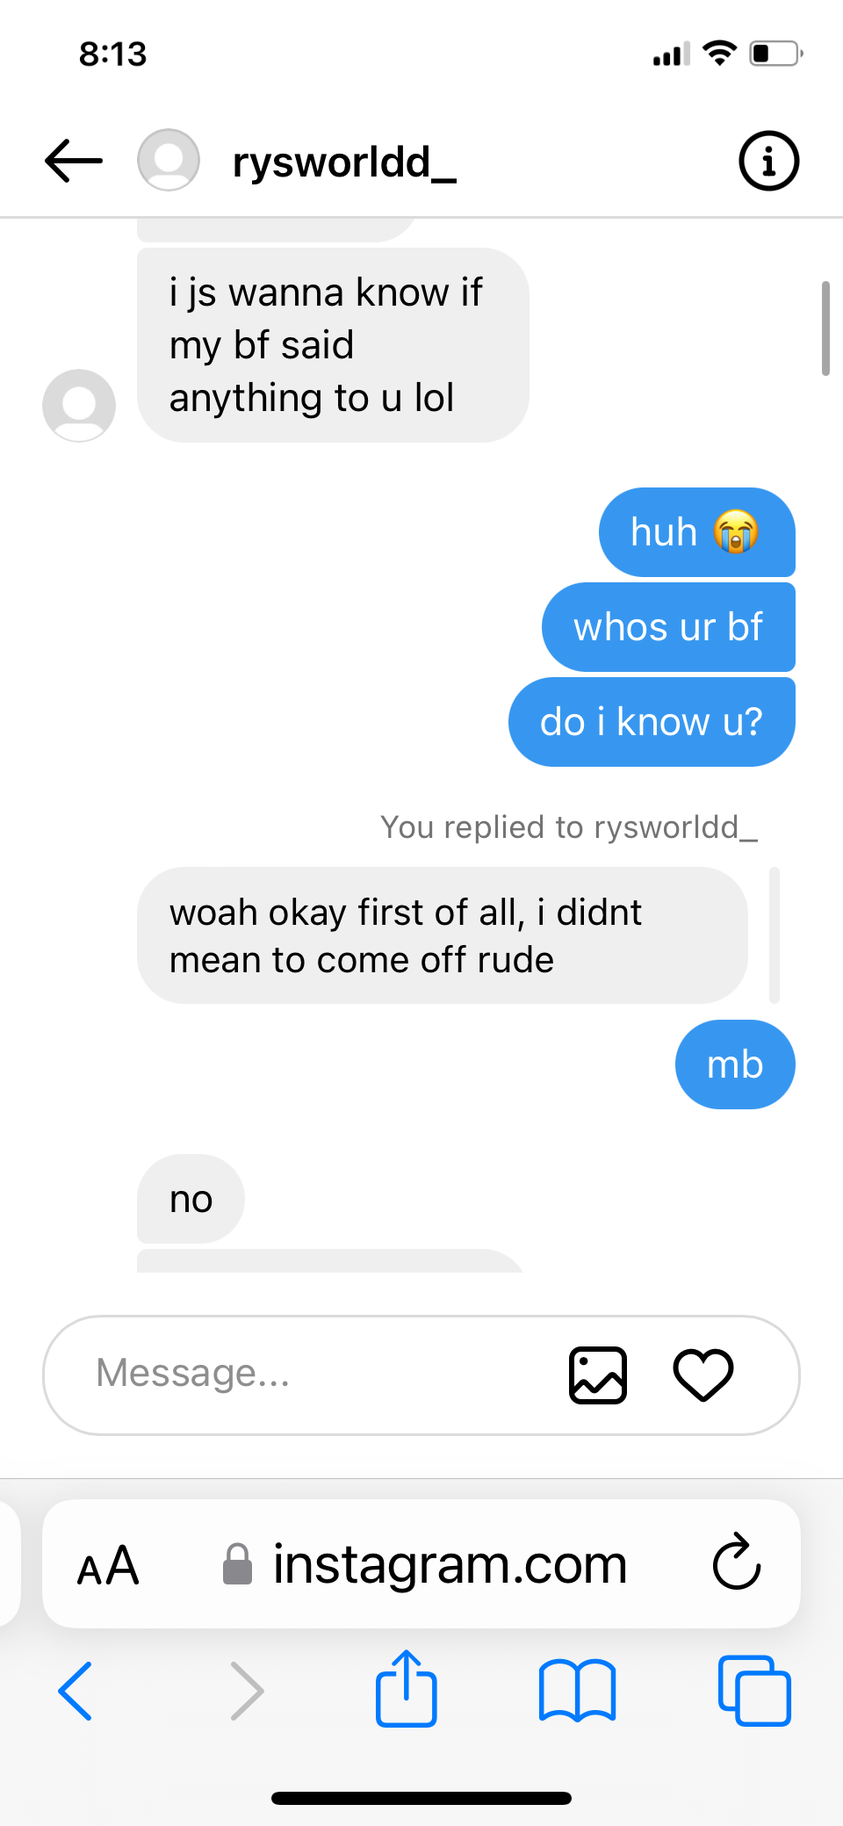 8:13
rysworldd_
i js wanna know if
my bf said
anything to u lol
huh 😭
whos ur bf
do i know u?
You replied to rysworldd_
woah okay first of all, i didnt
mean to come off rude
mb
no
Message...
AA instagram.com